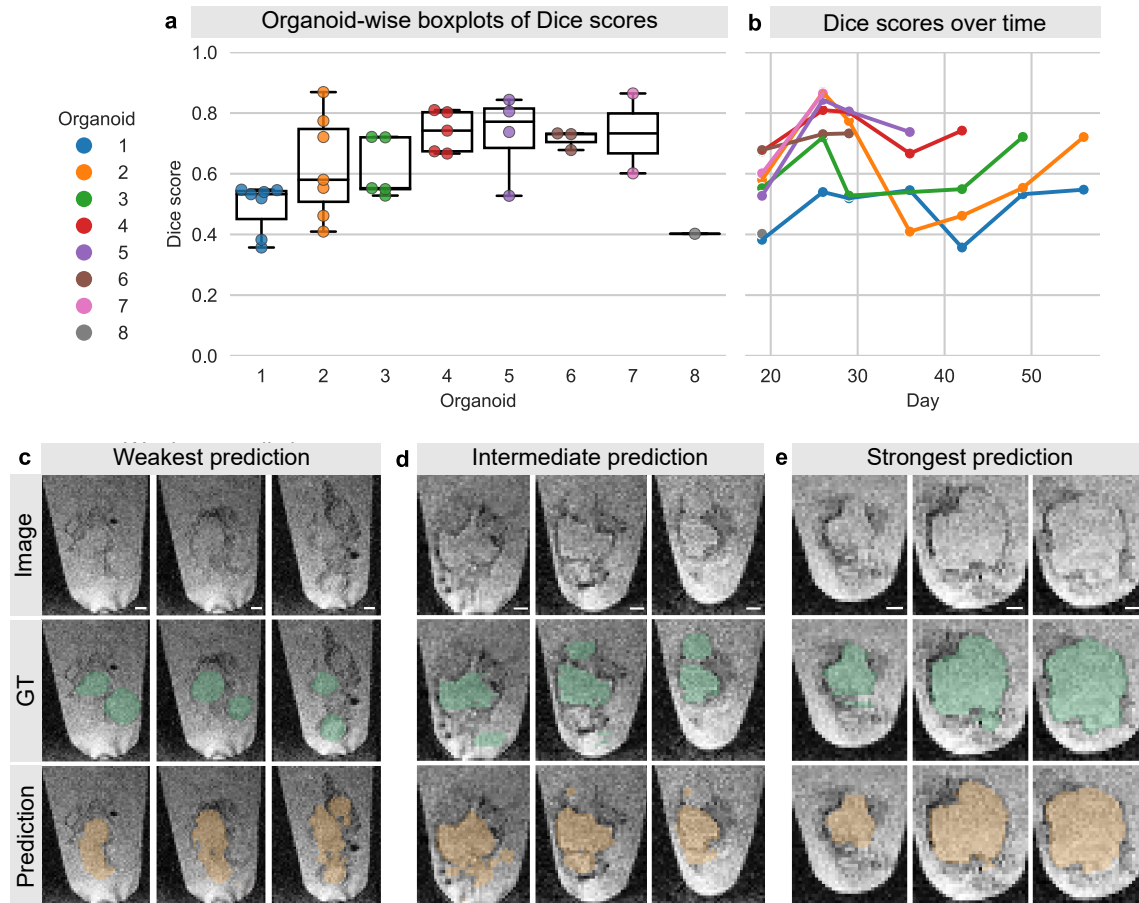 a Organoid-wise boxplots of Dice scores
b Dice scores over time
Organoid
1
2
3
4
5
6
7
8
Dice score
1.0
0.8
0.6
0.4
0.2
0.0
1 2 3 4 5 6 7 8
Organoid
20 30 40 50
Day
c Weakest prediction
d Intermediate prediction
e Strongest prediction
Image
GT
Prediction